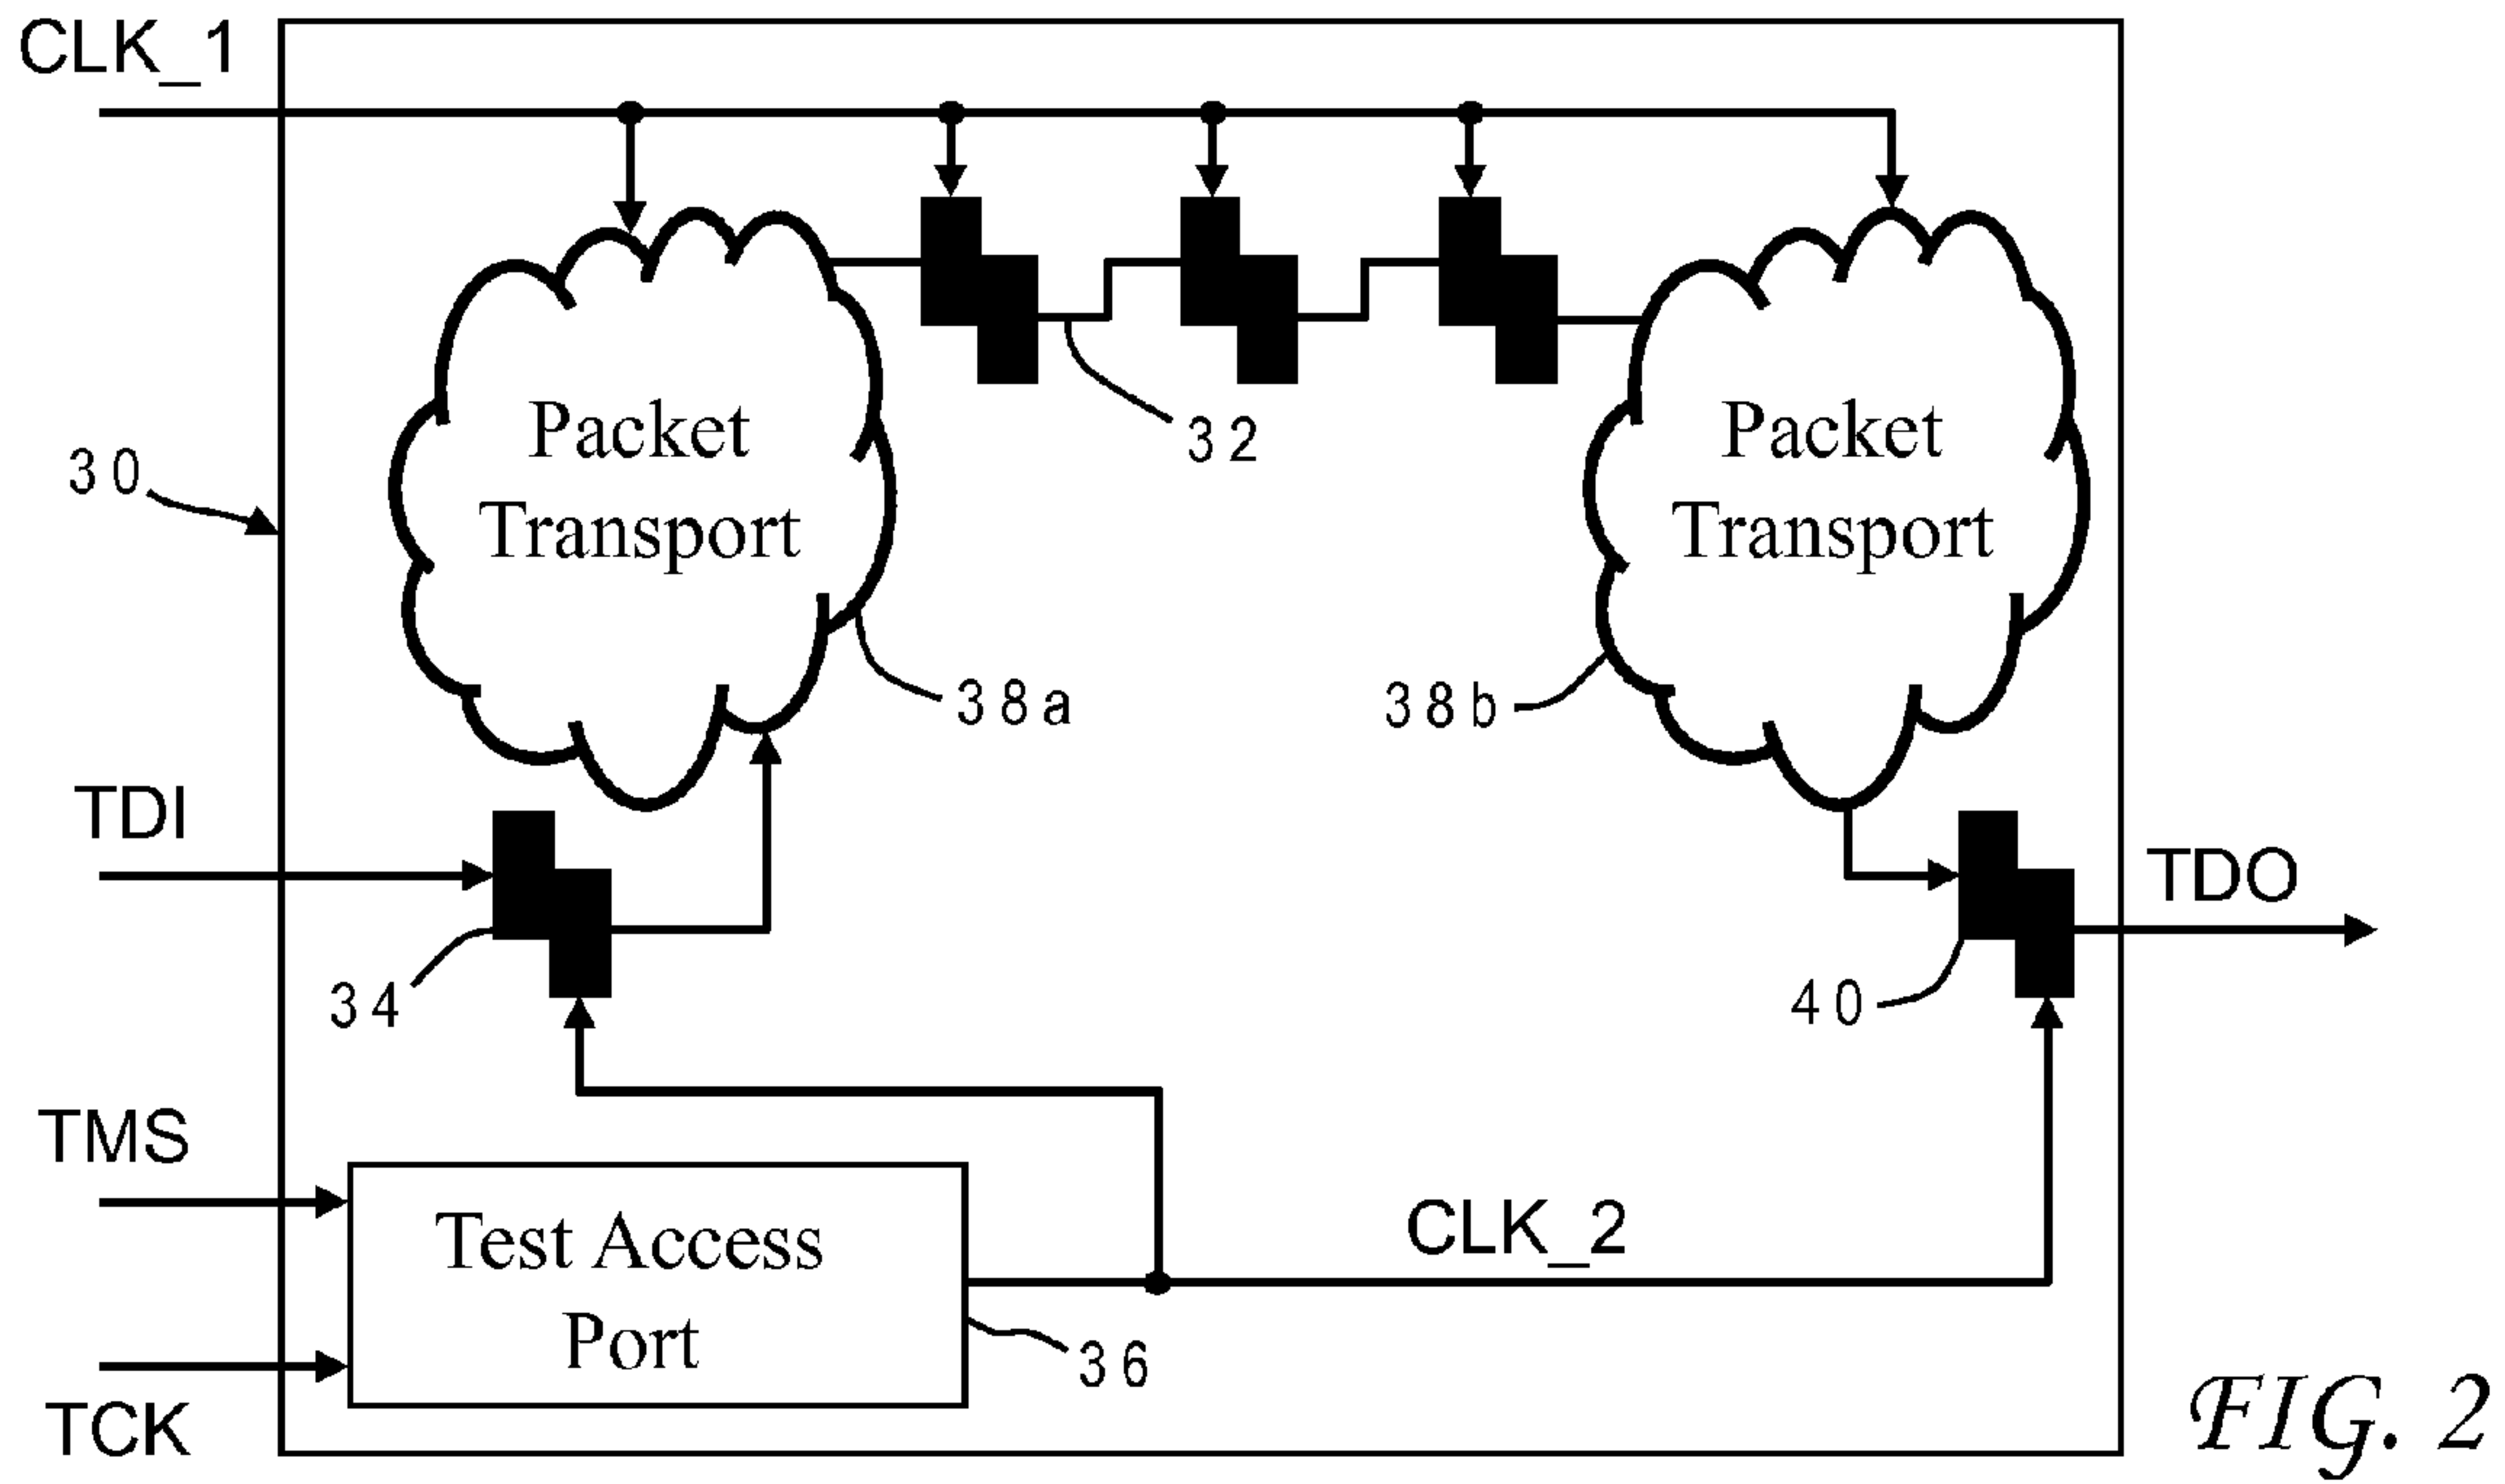 CLK_1
32
30
Packet
Transport
Packet
Transport
38a
38b
TDI
TDO
34
40
TMS
Test Access
Port
CLK_2
36
TCK
FIG. 2